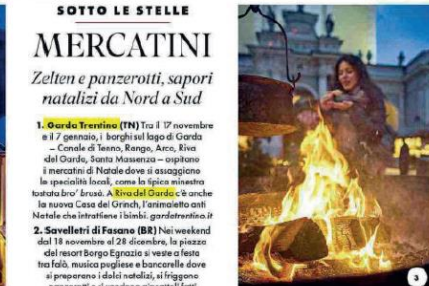 SOTTO LE STELLE
MERCATINI
Zelten e panzerotti, sapori
natalizi da Nord a Sud
1. Garda Trentino (TN) Tra il 17 novembre
e il 7 gennaio, i borghi sul lago di Garda
– Canale di Tenno, Rango, Arco, Riva
del Garda, Santa Massenza – ospitano
i mercatini di Natale dove si assaggiano
le specialità locali, come la tipica minestra
tostata bro' brusà. A Riva del Garda c'è anche
la nuova Casa del Grinch, l'animaletto anti
Natale che intrattiene i bimbi. gardatrentino.it
2. Savelletri di Fasano (BR) Nei weekend
dal 18 novembre al 28 dicembre, la piazza
del resort Borgo Egnazia si veste a festa
tra falò, musica pugliese e bancarelle dove
si preparano i dolci natalizi, si friggono
3